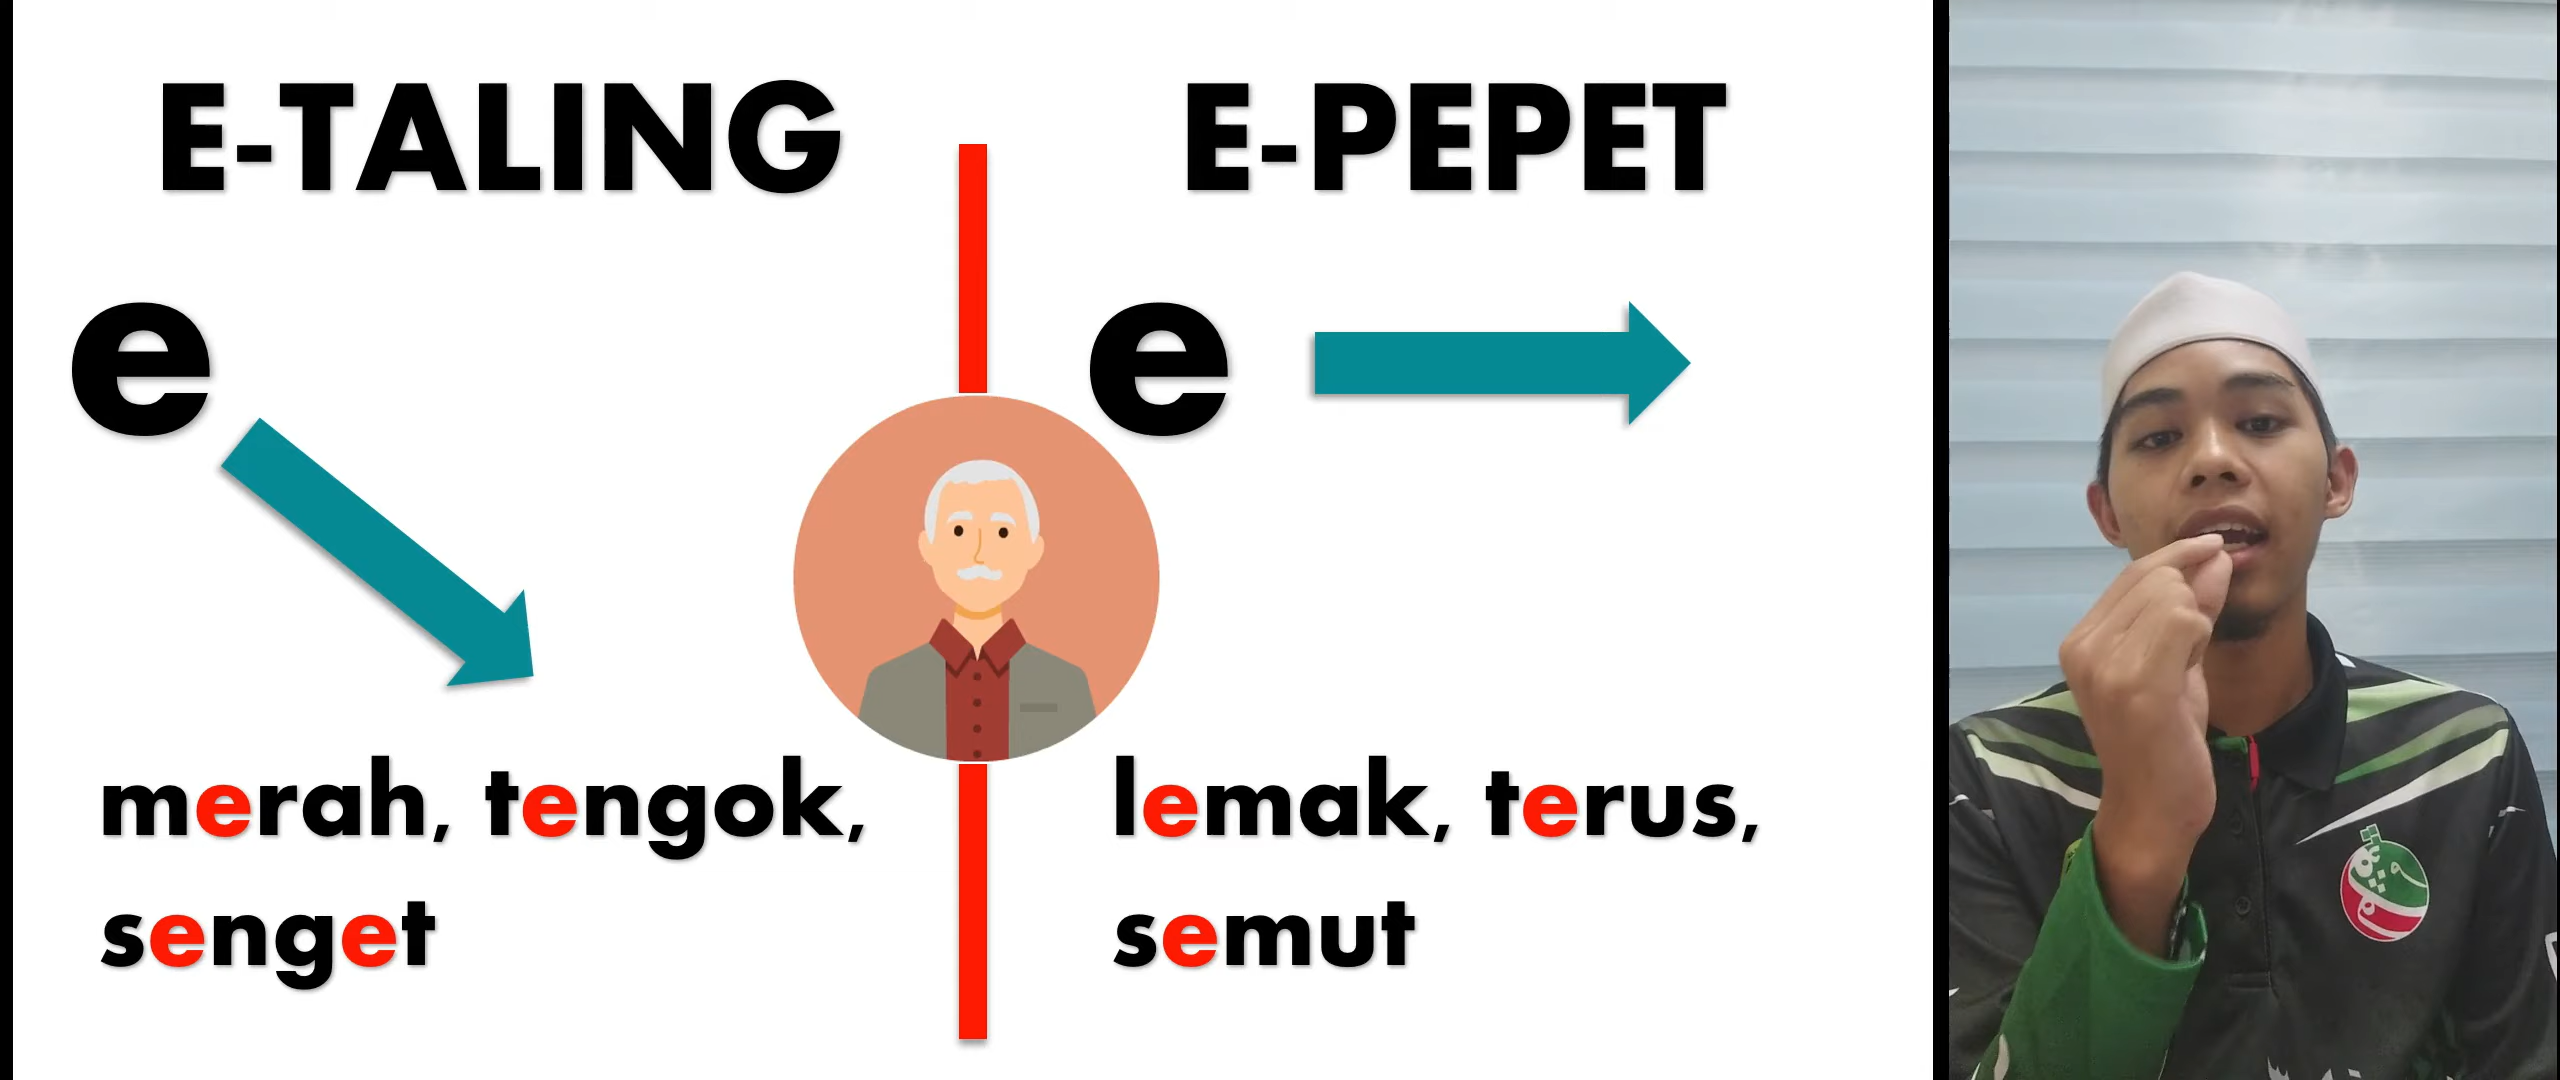 E-TALING
e
merah, tengok,
senget
E-PEPET
e
lemak, terus,
semut